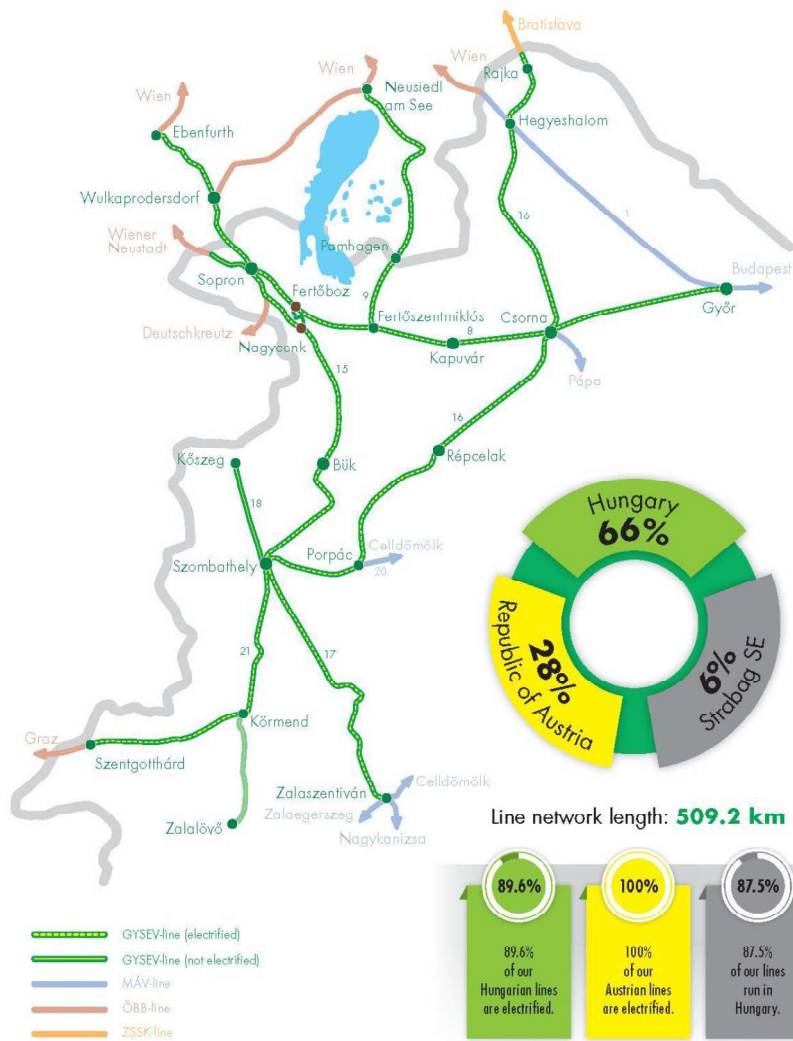 Bratislava
Wien
Rajka
Wien
Neusiedl
am See
Wien
Ebenfurth
Hegyeshalom
Wulkaprodersdorf
16
1
Wiener
Neustadt
Pamhagen
Sopron
Budapest
Fertőboz
9
Győr
Fertőszentmiklós
Csorna
8
Deutschkreutz
Nagycenk
Kapuvár
15
Pápa
16
Kőszeg
Bük
Répcelak
18
Hungary
66%
Porpác
Celldömölk
Szombathely
20
Republic of Austria
28%
6%
Strabag SE
21
17
Körmend
Graz
Szentgotthárd
Celldömölk
Zalaszentiván
Zalaegerszeg
Zalalövő
Nagykanizsa
Line network length: 509.2 km
89.6%
100%
87.5%
89.6%
of our
Hungarian lines
are electrified.
100%
of our
Austrian lines
are electrified.
87.5%
of our lines
run in
Hungary.
GYSEV-line (electrified)
GYSEV-line (not electrified)
MÁV-line
ÖBB-line
ZSSK-line